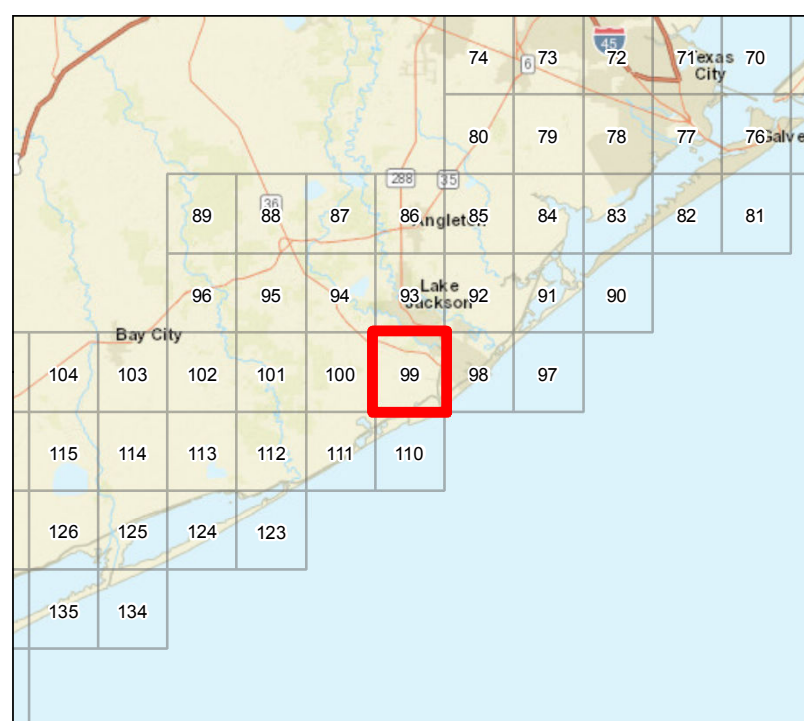 74 73 72 71 70
45
6
Texas
City
80 79 78 77 76
Galve
288 35
89 88 87 86 85 84 83 82 81
36
Angleton
96 95 94 93 92 91 90
Lake
Jackson
Bay City
104 103 102 101 100 99 98 97
115 114 113 112 111 110
126 125 124 123
135 134